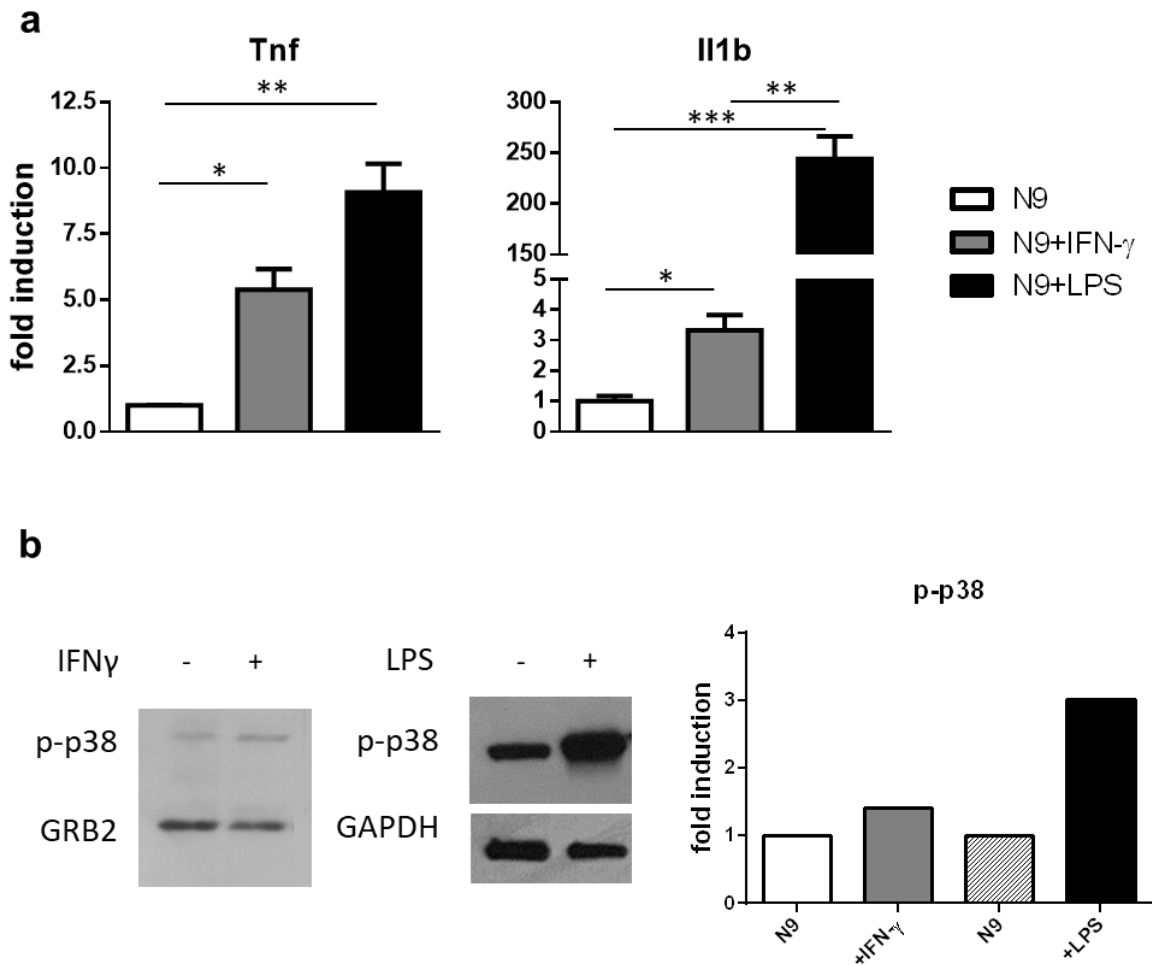 a
Tnf
**
*
12.5
10.0
7.5
5.0
2.5
0.0
fold induction
Il1b
**
***
*
300
250
200
150
5
4
3
2
1
0
N9
N9+IFN-γ
N9+LPS
b
IFNγ - +
p-p38
GRB2
LPS - +
p-p38
GAPDH
p-p38
4
3
2
1
0
fold induction
N9
+IFN-γ
N9
+LPS